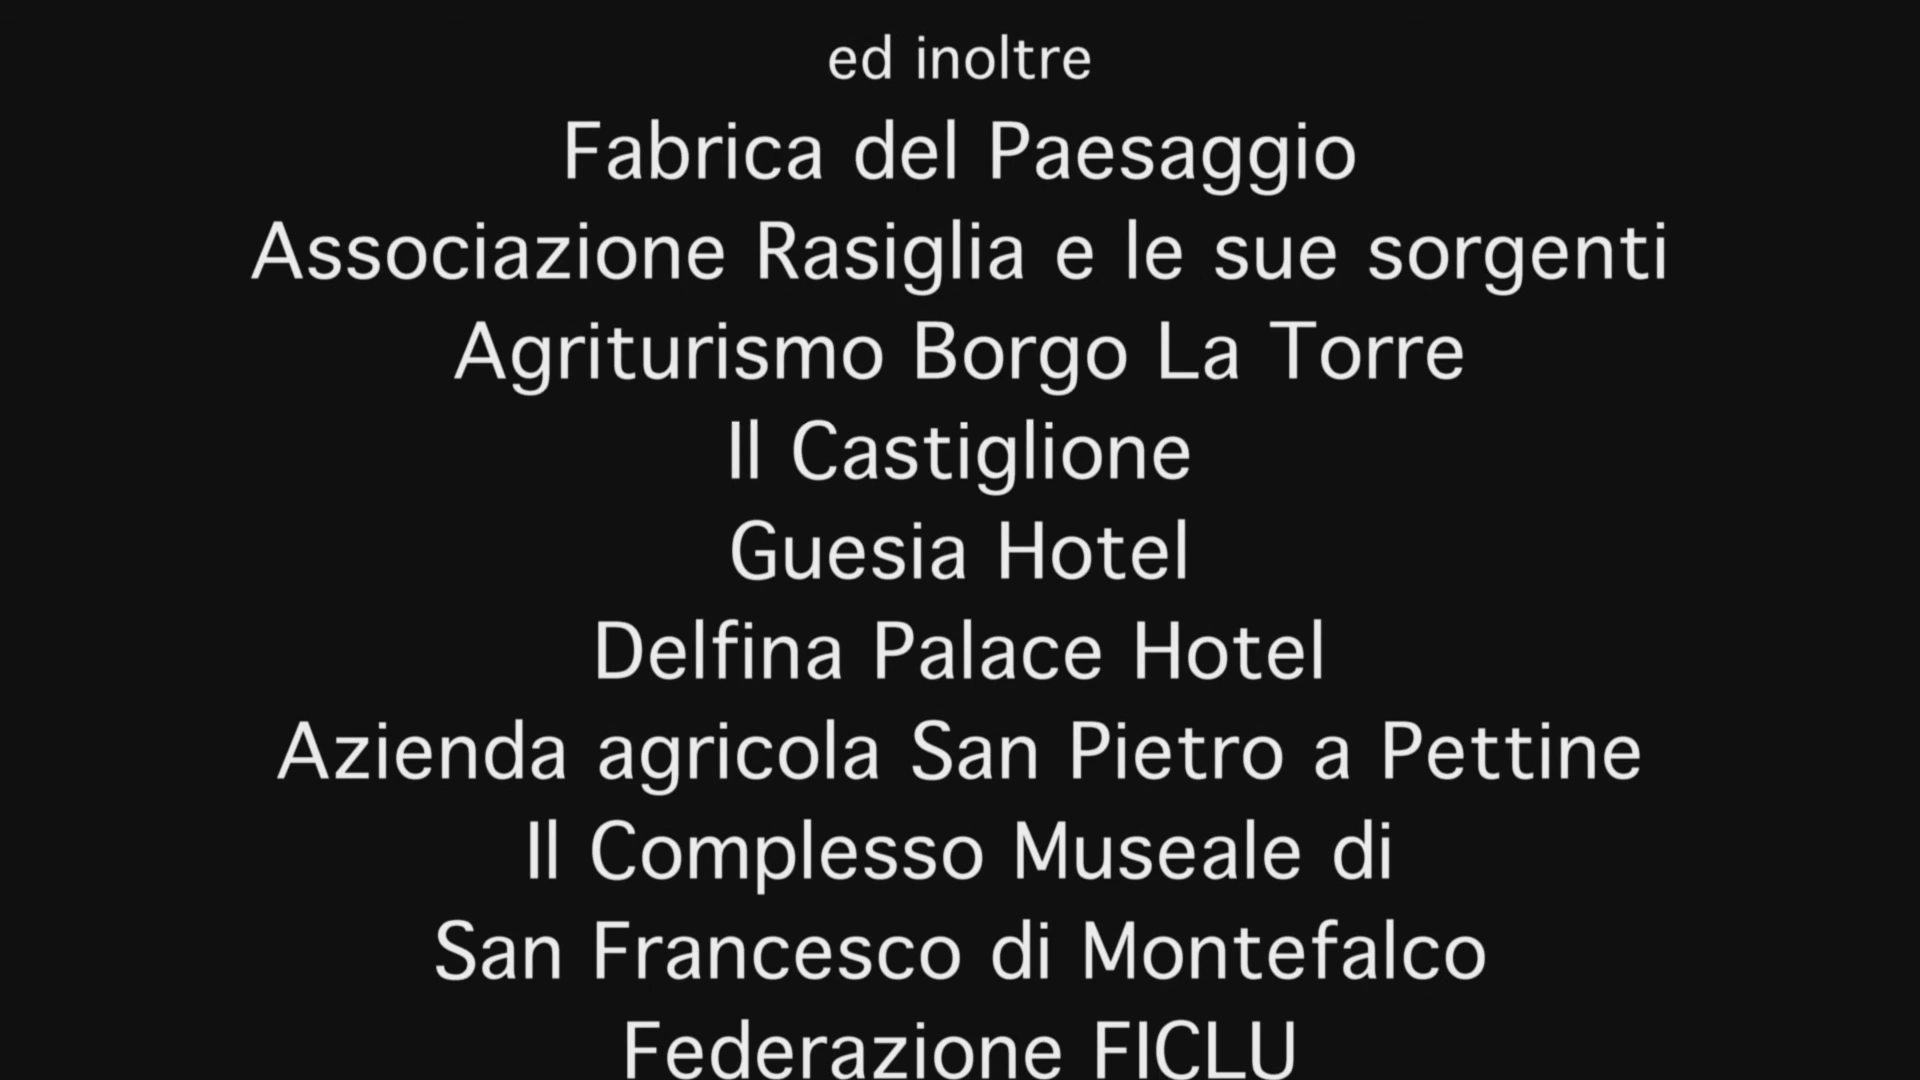 ed inoltre
Fabrica del Paesaggio
Associazione Rasiglia e le sue sorgenti
Agriturismo Borgo La Torre
Il Castiglione
Guesia Hotel
Delfina Palace Hotel
Azienda agricola San Pietro a Pettine
Il Complesso Museale di
San Francesco di Montefalco
Federazione FICLU